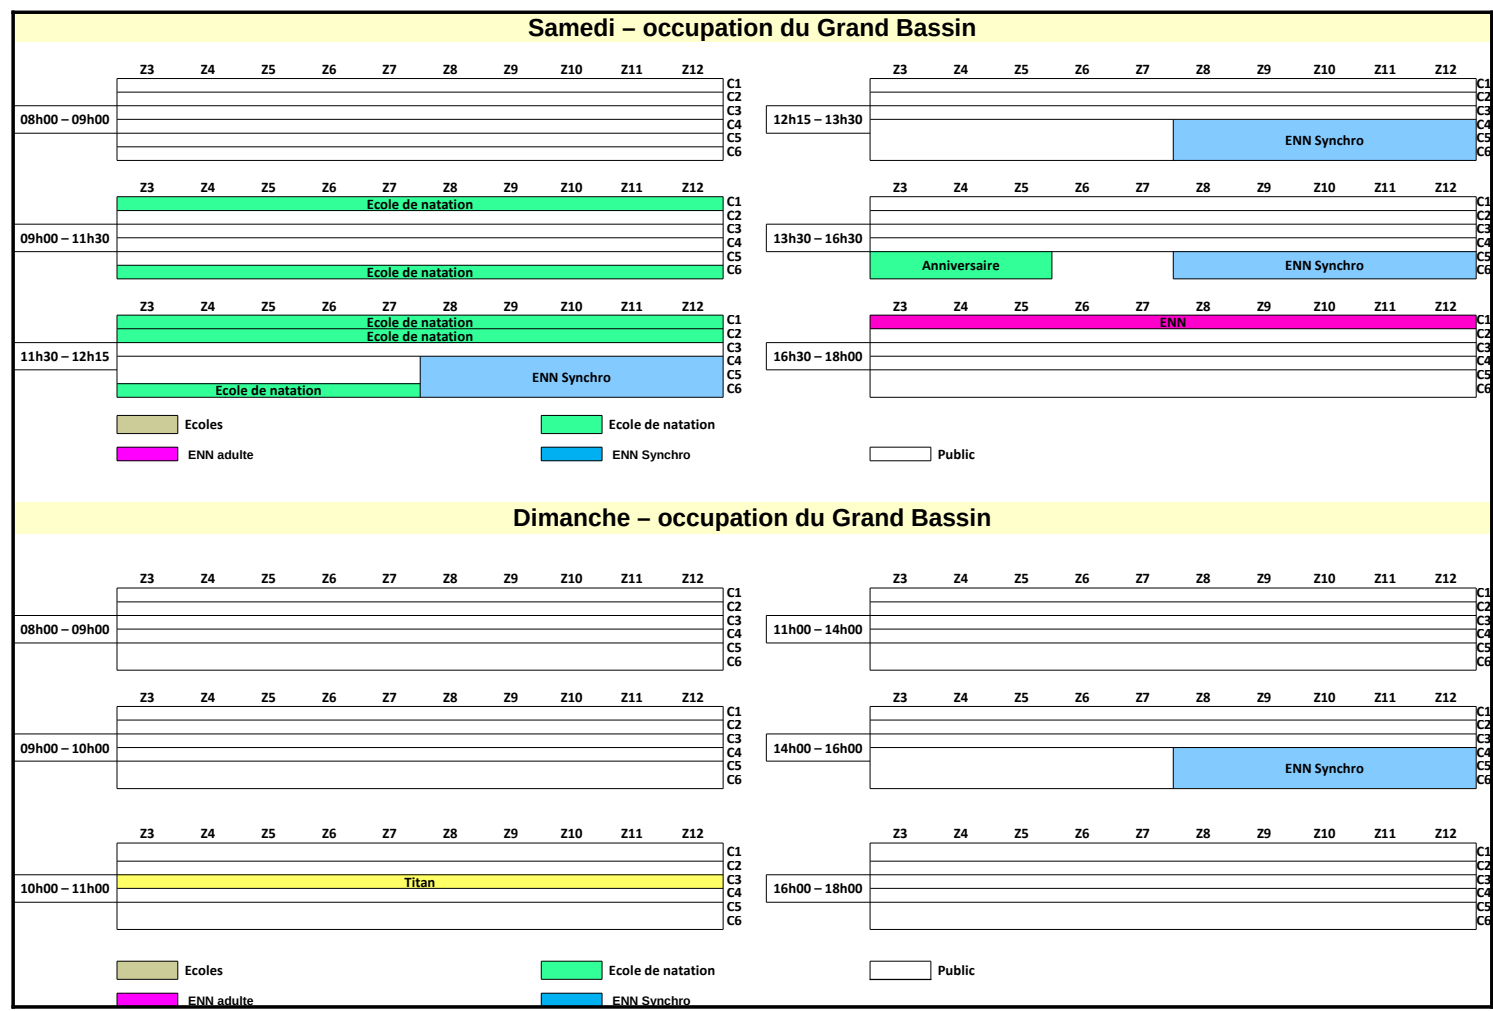 Samedi – occupation du Grand Bassin
Z3 Z4 Z5 Z6 Z7 Z8 Z9 Z10 Z11 Z12
C1
C2
C3
08h00 – 09h00
C4
C5
C6
Z3 Z4 Z5 Z6 Z7 Z8 Z9 Z10 Z11 Z12
C1
C2
C3
12h15 – 13h30
C4
ENN Synchro
C5
C6
Z3 Z4 Z5 Z6 Z7 Z8 Z9 Z10 Z11 Z12
Ecole de natation C1
C2
C3
09h00 – 11h30
C4
C5
Ecole de natation C6
Z3 Z4 Z5 Z6 Z7 Z8 Z9 Z10 Z11 Z12
C1
C2
C3
13h30 – 16h30
C4
C5
Anniversaire ENN Synchro
C6
Z3 Z4 Z5 Z6 Z7 Z8 Z9 Z10 Z11 Z12
Ecole de natation C1
Ecole de natation C2
C3
11h30 – 12h15
C4
ENN Synchro
C5
Ecole de natation C6
Z3 Z4 Z5 Z6 Z7 Z8 Z9 Z10 Z11 Z12
ENN C1
C2
C3
16h30 – 18h00
C4
C5
C6
Ecoles Ecole de natation
ENN adulte ENN Synchro Public
Dimanche – occupation du Grand Bassin
Z3 Z4 Z5 Z6 Z7 Z8 Z9 Z10 Z11 Z12
C1
C2
C3
08h00 – 09h00
C4
C5
C6
Z3 Z4 Z5 Z6 Z7 Z8 Z9 Z10 Z11 Z12
C1
C2
C3
11h00 – 14h00
C4
C5
C6
Z3 Z4 Z5 Z6 Z7 Z8 Z9 Z10 Z11 Z12
C1
C2
C3
09h00 – 10h00
C4
C5
C6
Z3 Z4 Z5 Z6 Z7 Z8 Z9 Z10 Z11 Z12
C1
C2
C3
14h00 – 16h00
C4
ENN Synchro
C5
C6
Z3 Z4 Z5 Z6 Z7 Z8 Z9 Z10 Z11 Z12
C1
C2
Titan C3
10h00 – 11h00
C4
C5
C6
Z3 Z4 Z5 Z6 Z7 Z8 Z9 Z10 Z11 Z12
C1
C2
C3
16h00 – 18h00
C4
C5
C6
Ecoles Ecole de natation Public
ENN adulte ENN Synchro